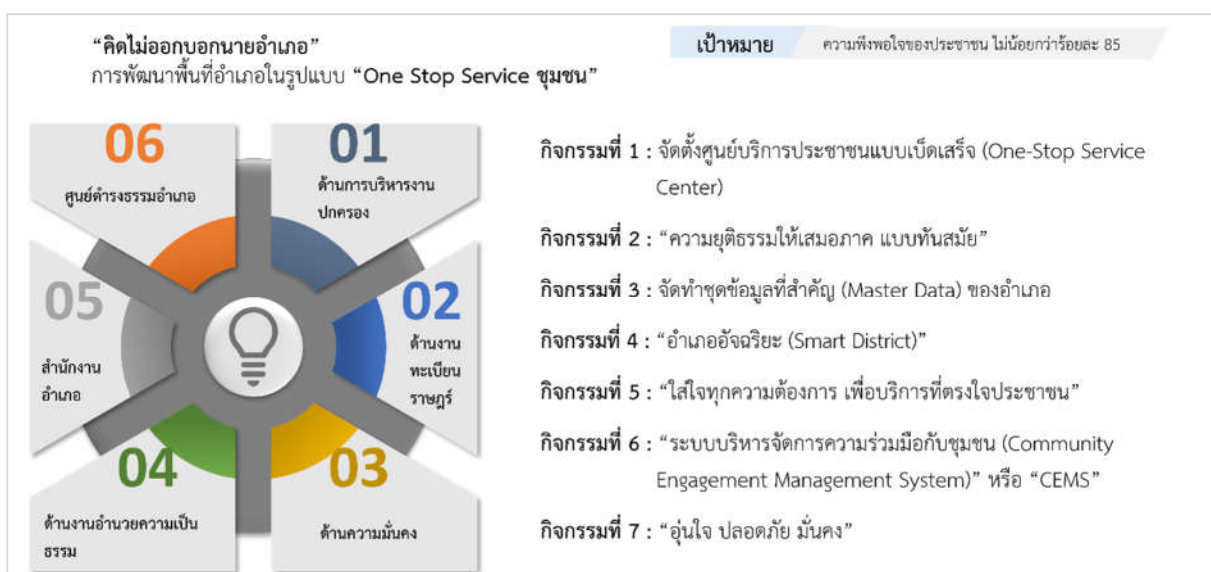 “คิดไม่ออกบอกนายอำเภอ”
การพัฒนาพื้นที่อำเภอในรูปแบบ “One Stop Service ชุมชน”
เป้าหมาย
ความพึงพอใจของประชาชน ไม่น้อยกว่าร้อยละ 85
06
ศูนย์ดำรงธรรมอำเภอ
01
ด้านการบริหารงาน
ปกครอง
05
สำนักงาน
อำเภอ
02
ด้านงาน
ทะเบียน
ราษฎร์
04
ด้านงานอำนวยความเป็น
ธรรม
03
ด้านความมั่นคง
กิจกรรมที่ 1 : จัดตั้งศูนย์บริการประชาชนแบบเบ็ดเสร็จ (One-Stop Service
Center)
กิจกรรมที่ 2 : “ความยุติธรรมให้เสมอภาค แบบทันสมัย”
กิจกรรมที่ 3 : จัดทำชุดข้อมูลที่สำคัญ (Master Data) ของอำเภอ
กิจกรรมที่ 4 : “อำเภออัจฉริยะ (Smart District)”
กิจกรรมที่ 5 : “ใส่ใจทุกความต้องการ เพื่อบริการที่ตรงใจประชาชน”
กิจกรรมที่ 6 : “ระบบบริหารจัดการความร่วมมือกับชุมชน (Community
Engagement Management System)” หรือ “CEMS”
กิจกรรมที่ 7 : “อุ่นใจ ปลอดภัย มั่นคง”